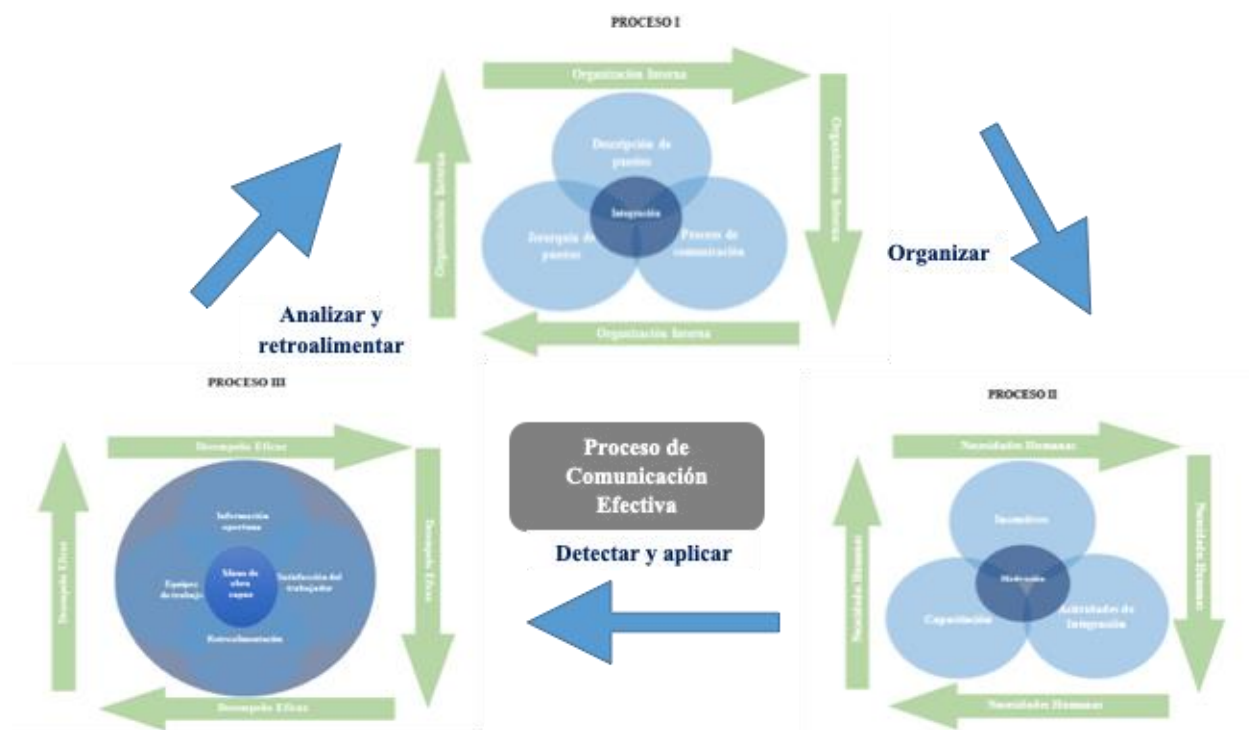 PROCESO I
Organización Interna
Organización Interna
Organización Interna
Organización Interna
Descripción de
puestos
Integración
Jerarquía de
puestos
Proceso de
comunicación
Organizar
Analizar y
retroalimentar
PROCESO III
Desempeño Eficaz
Desempeño Eficaz
Desempeño Eficaz
Desempeño Eficaz
Información
oportuna
Equipos
de trabajo
Mano de
obra
capaz
Satisfacción del
trabajador
Retroalimentación
Proceso de
Comunicación
Efectiva
Detectar y aplicar
PROCESO II
Necesidades Humanas
Necesidades Humanas
Necesidades Humanas
Necesidades Humanas
Incentivos
Motivación
Capacitación
Actividades de
Integración